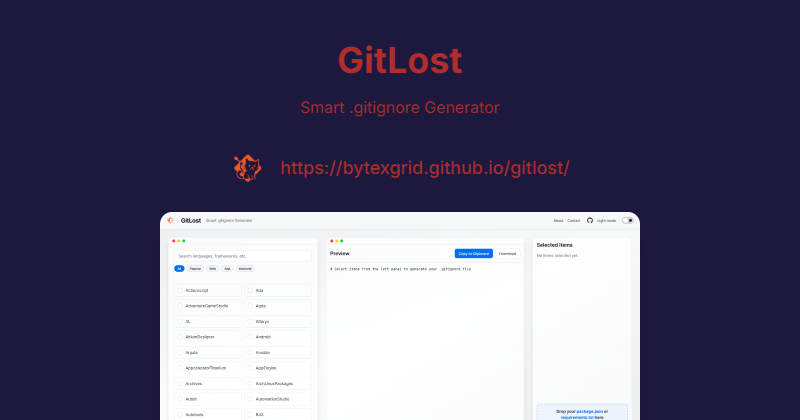 GitLost
Smart .gitignore Generator
https://bytexgrid.github.io/gitlost/
GitLost Smart .gitignore Generator
About Contact Light mode
Search languages, frameworks, etc.
All Popular Web App Backend
Actionscript Ada
AdventureGameStudio Agda
AL Alteryx
AltiumDesigner Android
Anjuta Ansible
AppceleratorTitanium AppEngine
Archives ArchLinuxPackages
AutoIt AutomationStudio
Autotools B4X
Preview
Copy to Clipboard Download
# Select items from the left panel to generate your .gitignore file
Selected Items
No items selected yet.
Drop your package.json or
requirements.txt here